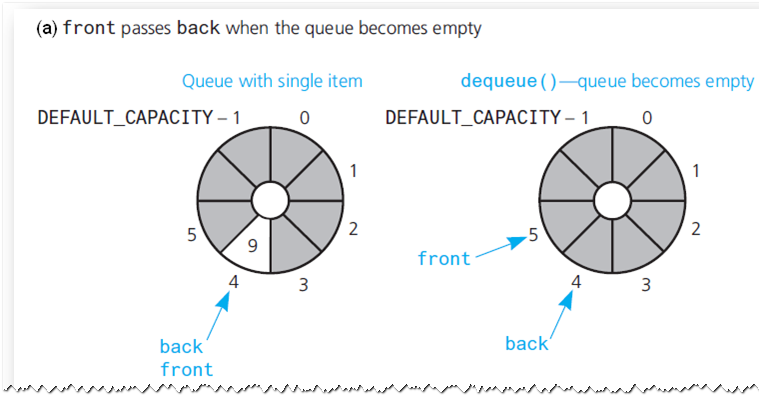 (a) front passes back when the queue becomes empty
Queue with single item
dequeue()—queue becomes empty
DEFAULT_CAPACITY – 1
0
1
2
3
4
5
9
back
front
DEFAULT_CAPACITY – 1
0
1
2
3
4
5
front
back